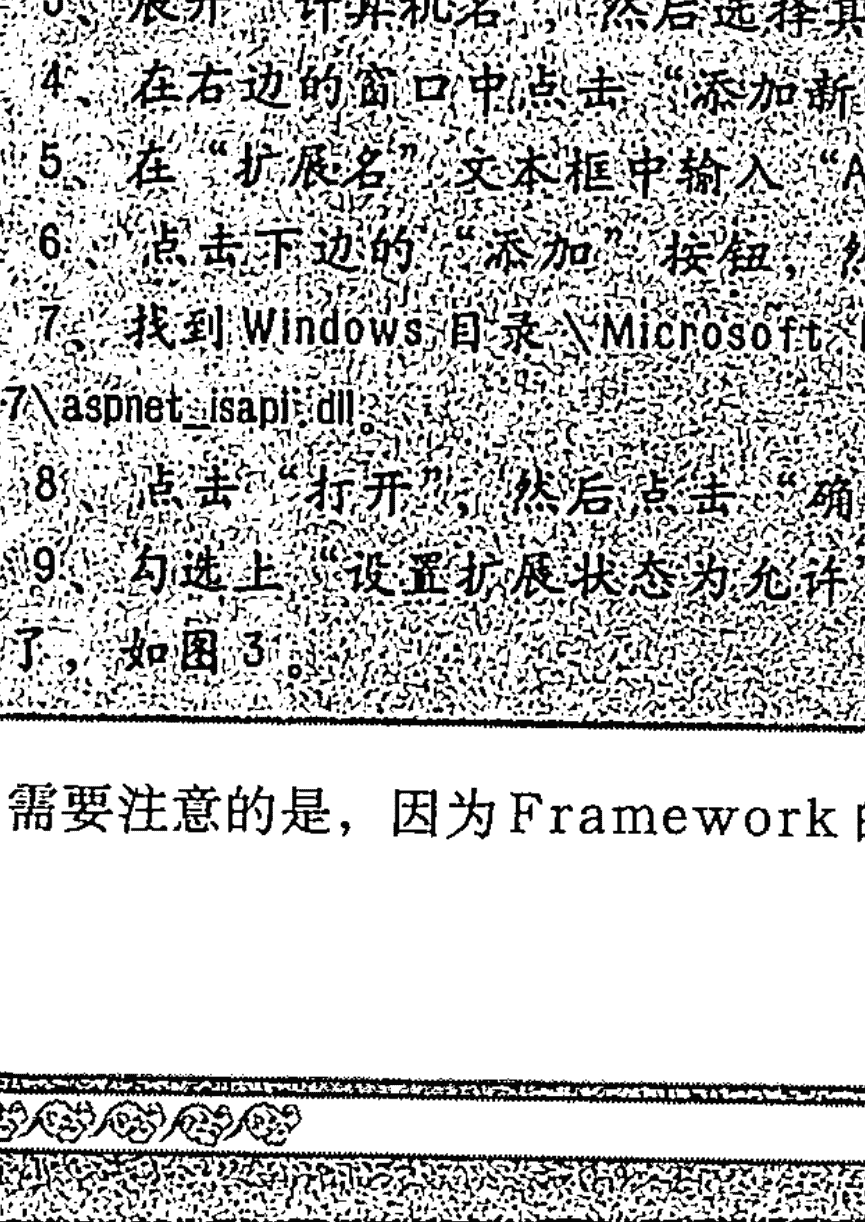 3、展开“计算机名”，然后选择其
4、在右边的窗口中点击“添加新
5、在“扩展名”文本框中输入“A
6、点击下边的“添加”按钮，然
7、找到Windows目录\Microsoft
7\aspnet_isapi.dll。
8、点击“打开”，然后点击“确
9、勾选上“设置扩展状态为允许”
了，如图3。
需要注意的是，因为Framework的